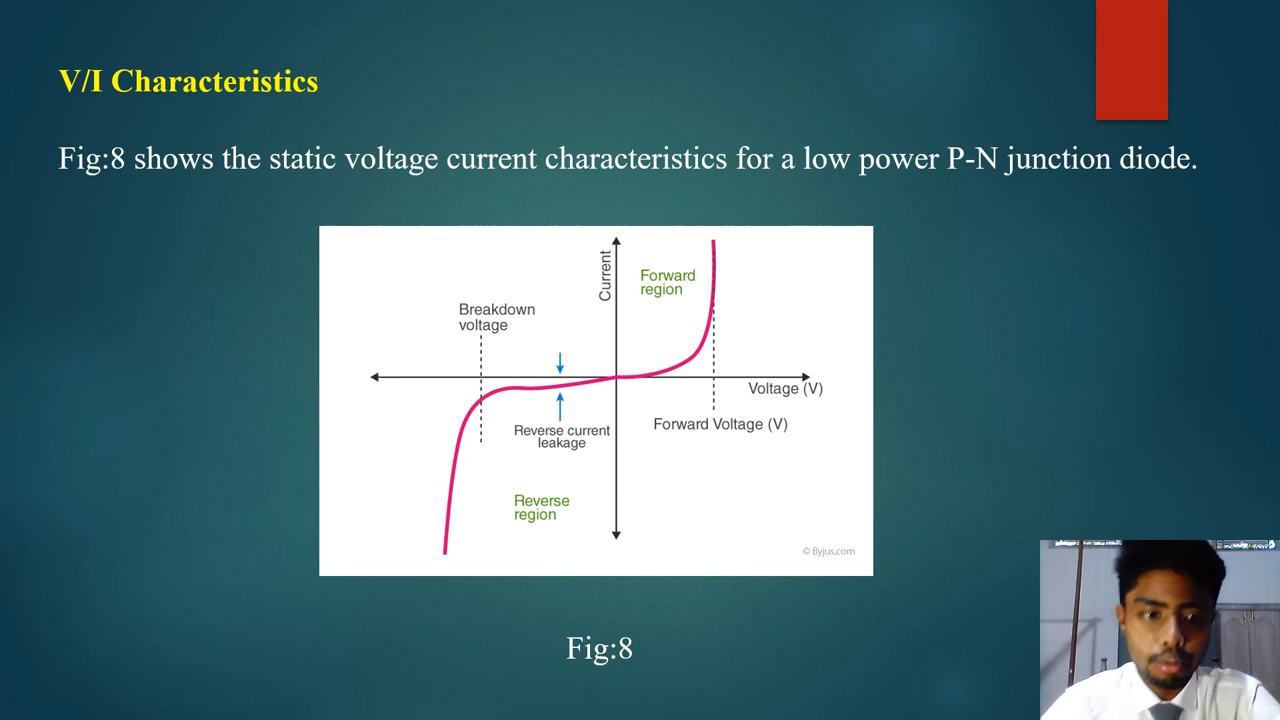 V/I Characteristics
Fig:8 shows the static voltage current characteristics for a low power P-N junction diode.
Current
Forward
region
Breakdown
voltage
Voltage (V)
Forward Voltage (V)
Reverse current
leakage
Reverse
region
© Byjus.com
Fig:8